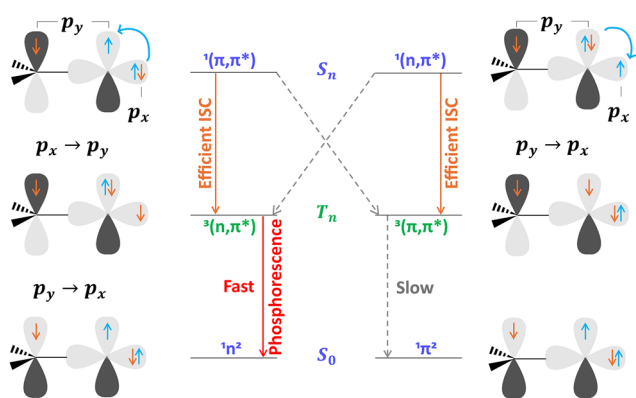 p_y
p_x
p_x → p_y
p_y → p_x
¹(π,π*)
S_n
¹(n,π*)
Efficient ISC
Efficient ISC
³(n,π*)
T_n
³(π,π*)
Fast
Phosphorescence
Slow
¹n²
S_0
¹π²
p_y
p_x
p_y → p_x